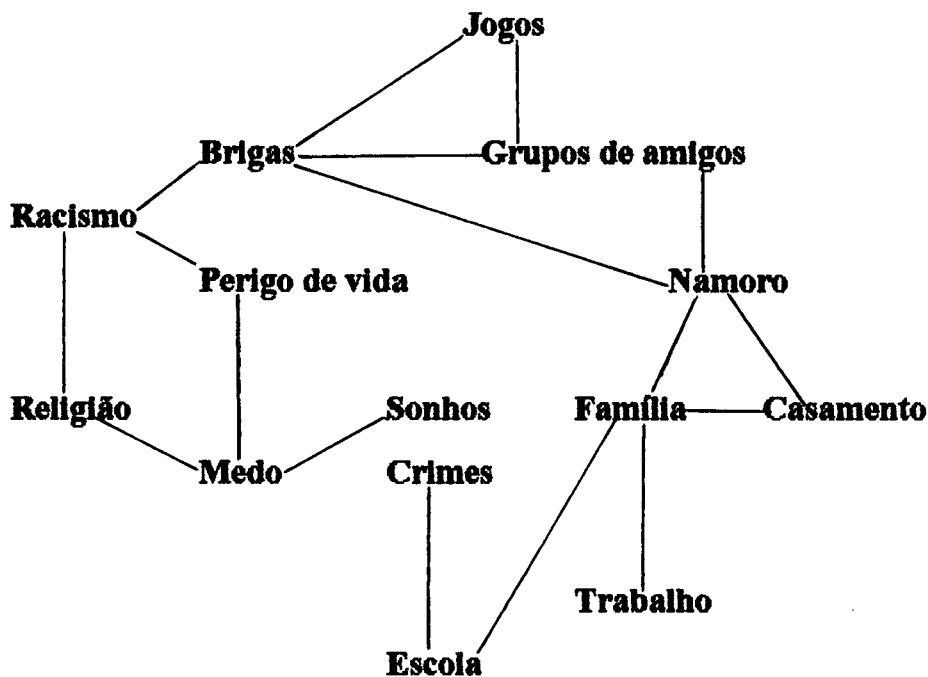 Jogos
Brigas
Grupos de amigos
Racismo
Perigo de vida
Namoro
Religião
Sonhos
Família
Casamento
Medo
Crimes
Trabalho
Escola